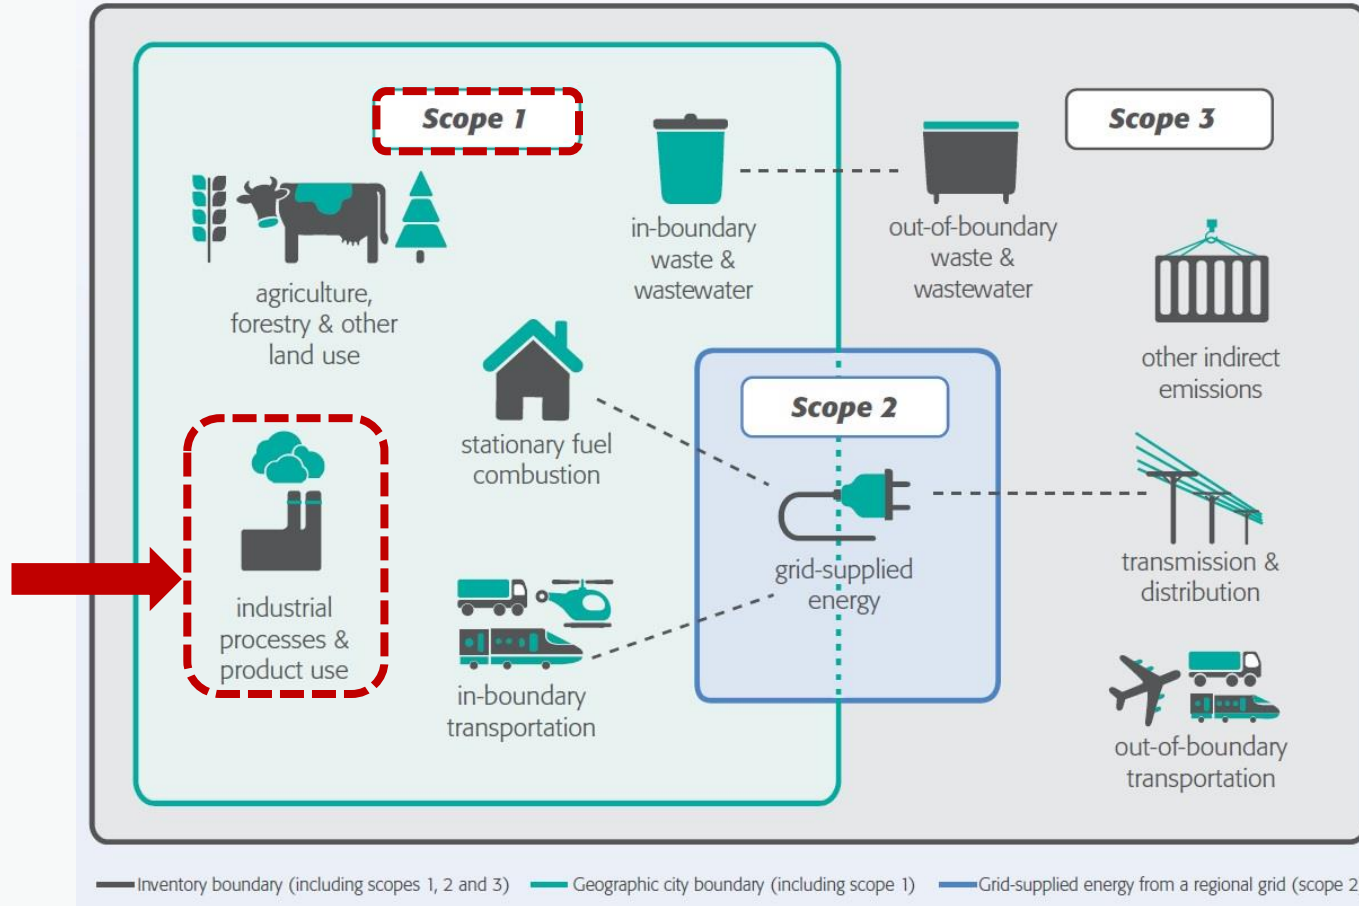 Scope 1
Scope 3
in-boundary
waste &
wastewater
out-of-boundary
waste &
wastewater
agriculture,
forestry & other
land use
other indirect
emissions
Scope 2
stationary fuel
combustion
grid-supplied
energy
transmission &
distribution
industrial
processes &
product use
in-boundary
transportation
out-of-boundary
transportation
Inventory boundary (including scopes 1, 2 and 3)
Geographic city boundary (including scope 1)
Grid-supplied energy from a regional grid (scope 2